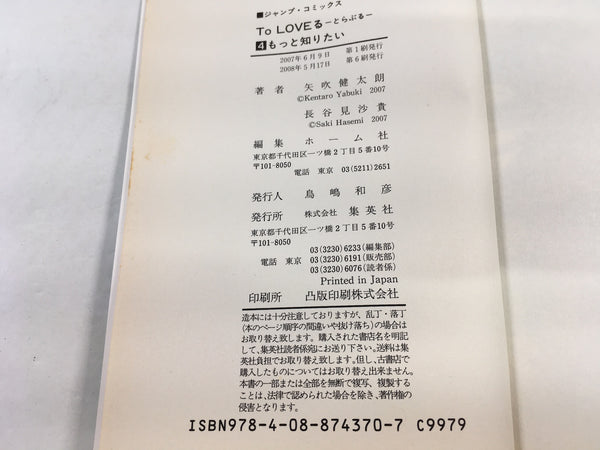 ■ジャンプ・コミックス
To LOVEる―とらぶる―
4もっと知りたい
2007年6月9日 第1刷発行
2008年5月17日 第6刷発行
著者 矢吹健太朗
©Kentaro Yabuki 2007
長谷見沙貴
©Saki Hasemi 2007
編集 ホーム社
東京都千代田区一ツ橋2丁目5番10号
〒101-8050
電話 東京 03(5211)2651
発行人 鳥嶋和彦
発行所 株式会社 集英社
東京都千代田区一ツ橋2丁目5番10号
〒101-8050
03(3230)6233(編集部)
電話 東京 03(3230)6191(販売部)
03(3230)6076(読者係)
Printed in Japan
印刷所 凸版印刷株式会社
造本には十分注意しておりますが、乱丁・落丁
(本のページ順序の間違いや抜け落ち)の場合は
お取り替え致します。購入された書店名を明記し
て、集英社読者係宛にお送り下さい。送料は集
英社負担でお取り替え致します。但し、古書店で
購入したものについてはお取り替え出来ません。
本書の一部または全部を無断で複写、複製する
ことは、法律で認められた場合を除き、著作権の
侵害となります。
ISBN978-4-08-874370-7 C9979